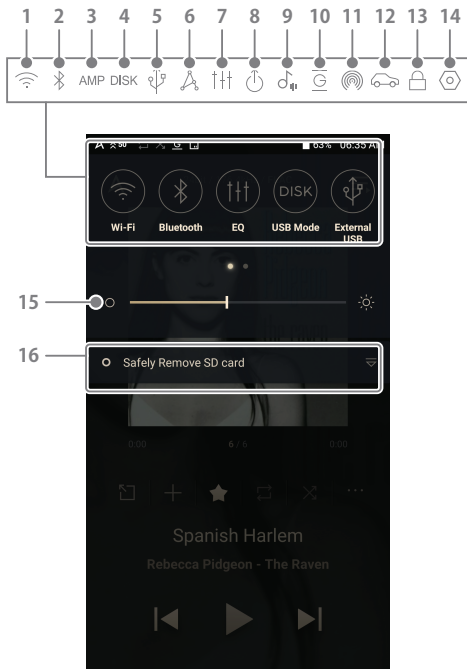 1 2 3 4 5 6 7 8 9 10 11 12 13 14
AMP DISK G
A 50 G 63% 06:35 AM
DISK
Wi-Fi Bluetooth EQ USB Mode External
USB
15
16
Safely Remove SD card
0:00 6 / 6 0:00
Spanish Harlem
Rebecca Pidgeon - The Raven